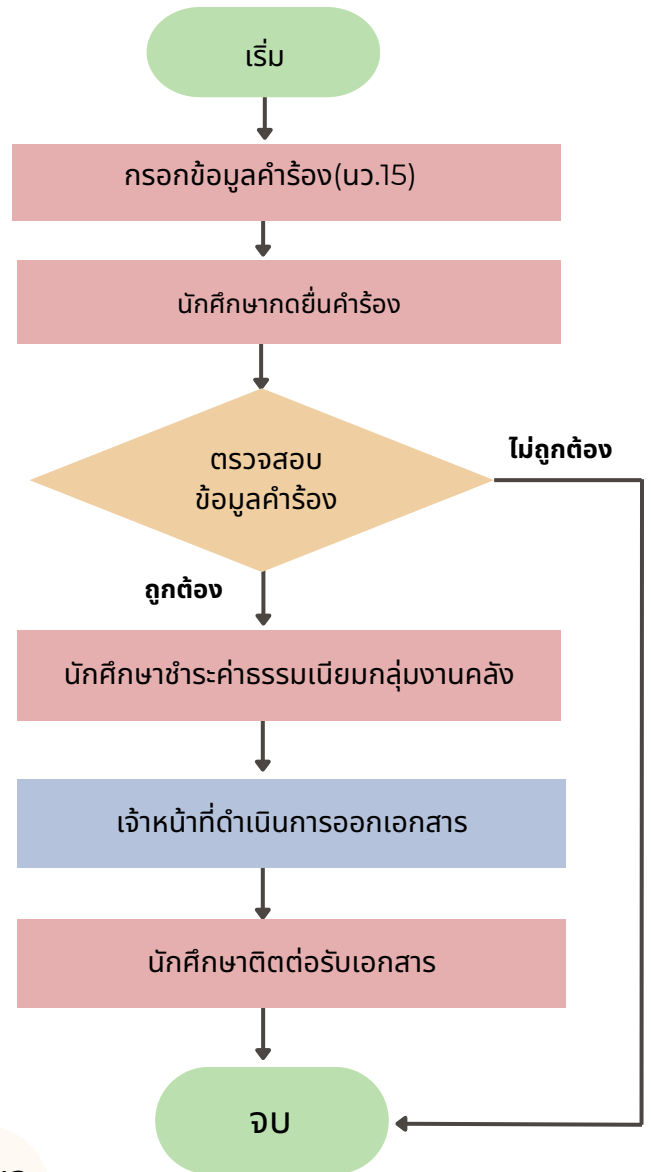 เริ่ม
กรอกข้อมูลคำร้อง(นว.15)
นักศึกษากดยื่นคำร้อง
ตรวจสอบ
ข้อมูลคำร้อง
ไม่ถูกต้อง
ถูกต้อง
นักศึกษาชำระค่าธรรมเนียมกลุ่มงานคลัง
เจ้าหน้าที่ดำเนินการออกเอกสาร
นักศึกษาติตต่อรับเอกสาร
จบ